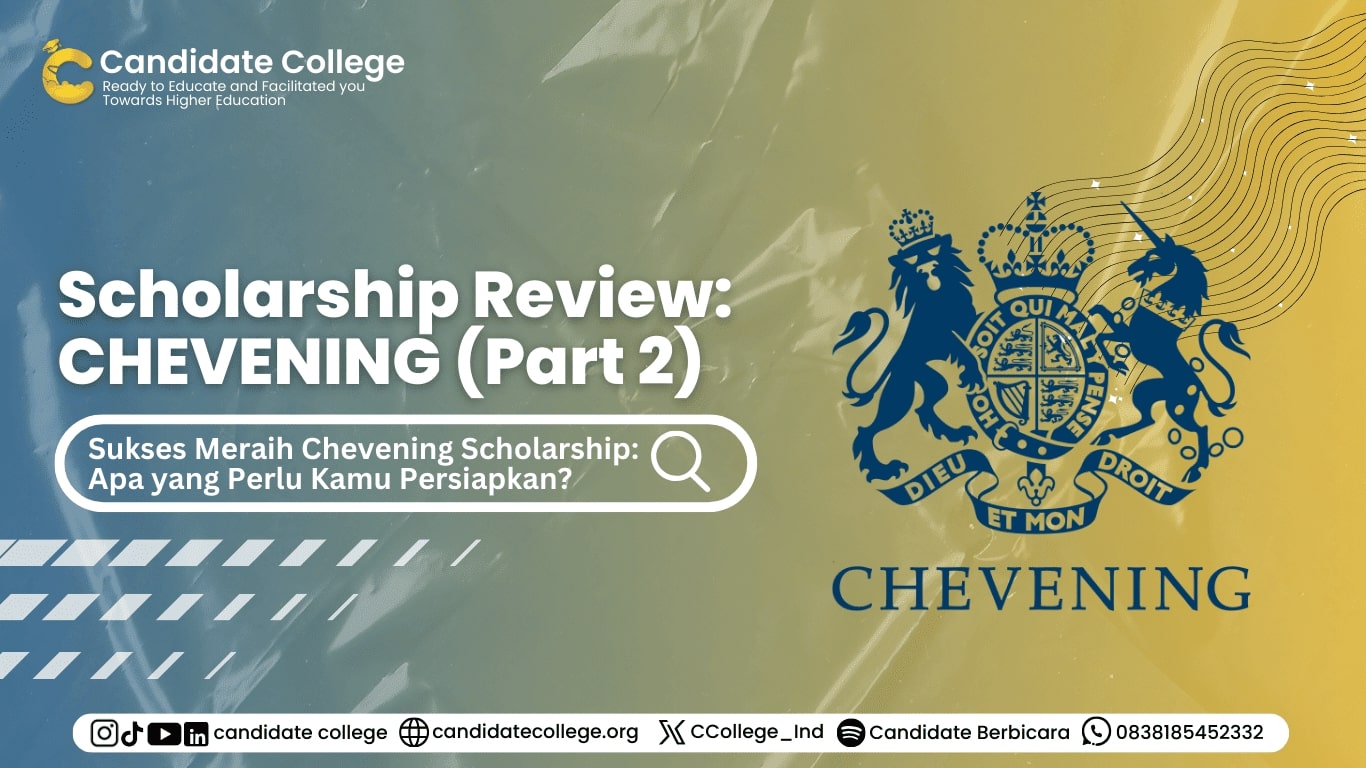 Candidate College
Ready to Educate and Facilitated you
Towards Higher Education
Scholarship Review:
CHEVENING (Part 2)
Sukses Meraih Chevening Scholarship:
Apa yang Perlu Kamu Persiapkan?
HONI SOIT QUI MAL Y PENSE
DIEU ET MON DROIT
CHEVENING
candidate college
candidatecollege.org
CCollege_Ind
Candidate Berbicara
0838185452332